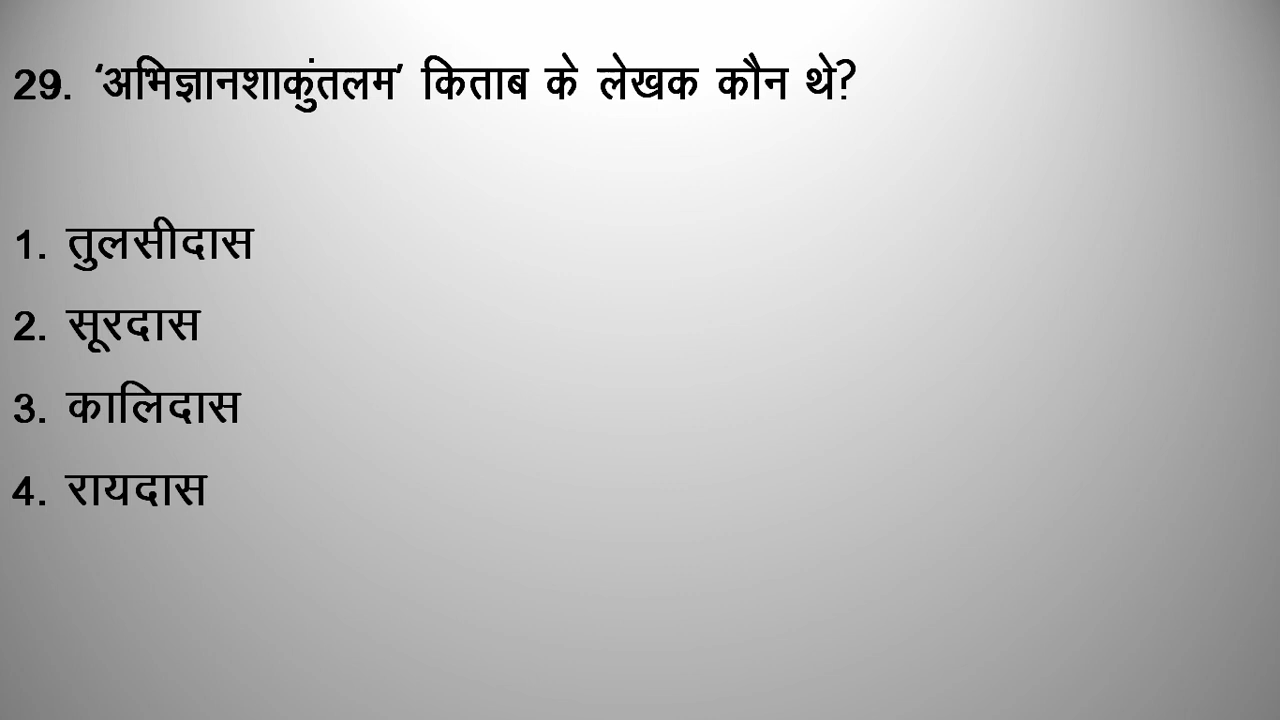 29. ‘अभिज्ञानशाकुंतलम’ किताब के लेखक कौन थे?
1. तुलसीदास
2. सूरदास
3. कालिदास
4. रायदास